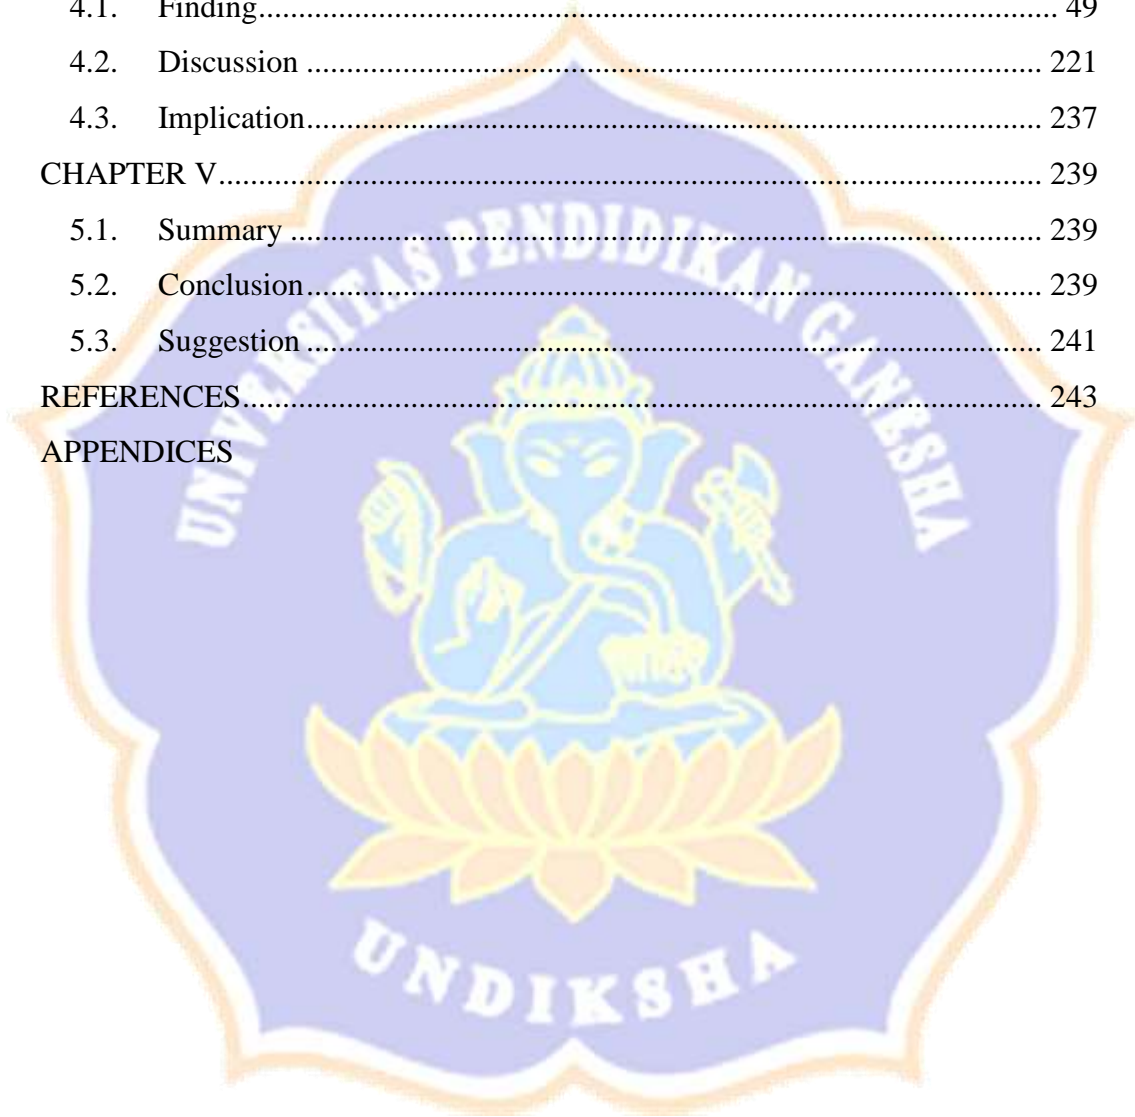 4.1. Finding.................................................................................................... 49
4.2. Discussion ............................................................................................ 221
4.3. Implication............................................................................................ 237
CHAPTER V....................................................................................................... 239
5.1. Summary .............................................................................................. 239
5.2. Conclusion............................................................................................ 239
5.3. Suggestion ............................................................................................ 241
REFERENCES.................................................................................................... 243
APPENDICES
UNIVERSITAS PENDIDIKAN GANESHA
UNDIKSHA